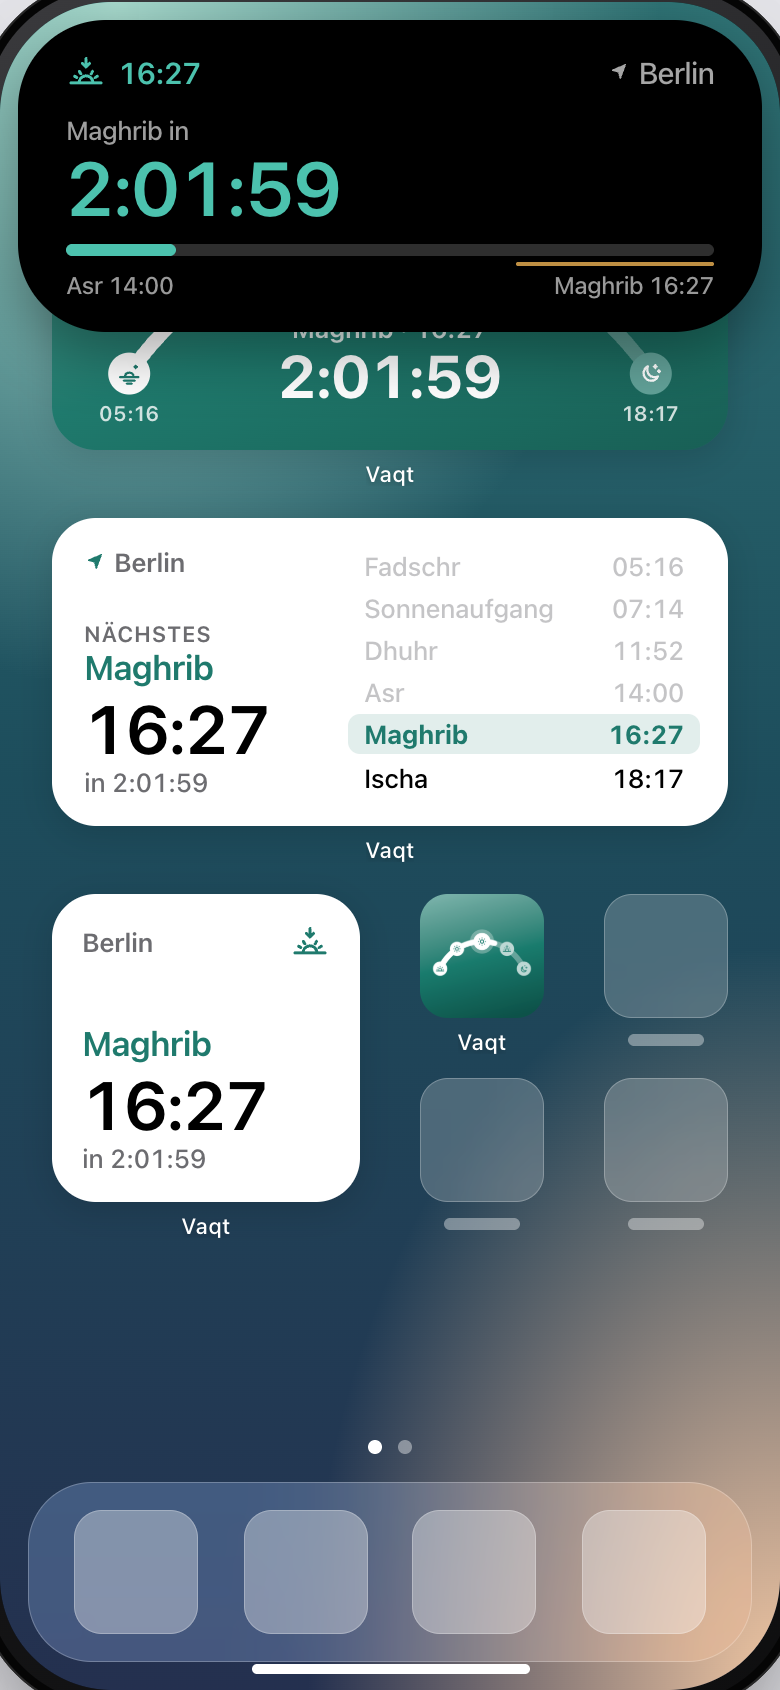 16:27
Berlin
Maghrib in
2:01:59
Asr 14:00
Maghrib 16:27
Maghrib · 16:27
2:01:59
05:16
18:17
Vaqt
Berlin
NÄCHSTES
Maghrib
16:27
in 2:01:59
Fadschr 05:16
Sonnenaufgang 07:14
Dhuhr 11:52
Asr 14:00
Maghrib 16:27
Ischa 18:17
Vaqt
Berlin
Maghrib
16:27
in 2:01:59
Vaqt
Vaqt